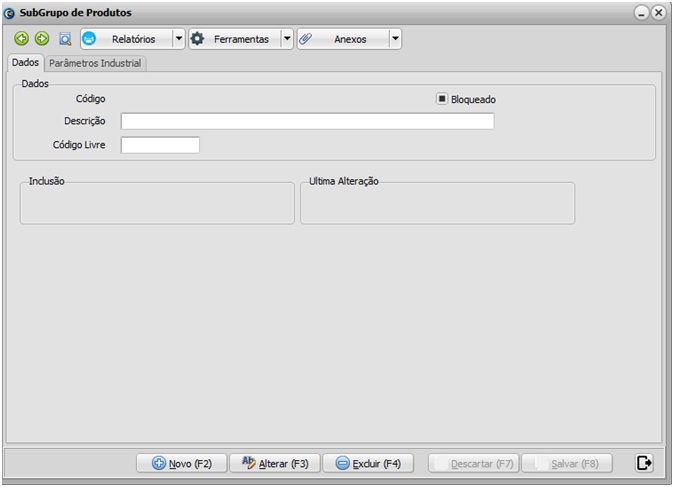 SubGrupo de Produtos
Relatórios Ferramentas Anexos
Dados Parâmetros Industrial
Dados
Código Bloqueado
Descrição
Código Livre
Inclusão Ultima Alteração
Novo (F2) Alterar (F3) Excluir (F4) Descartar (F7) Salvar (F8)